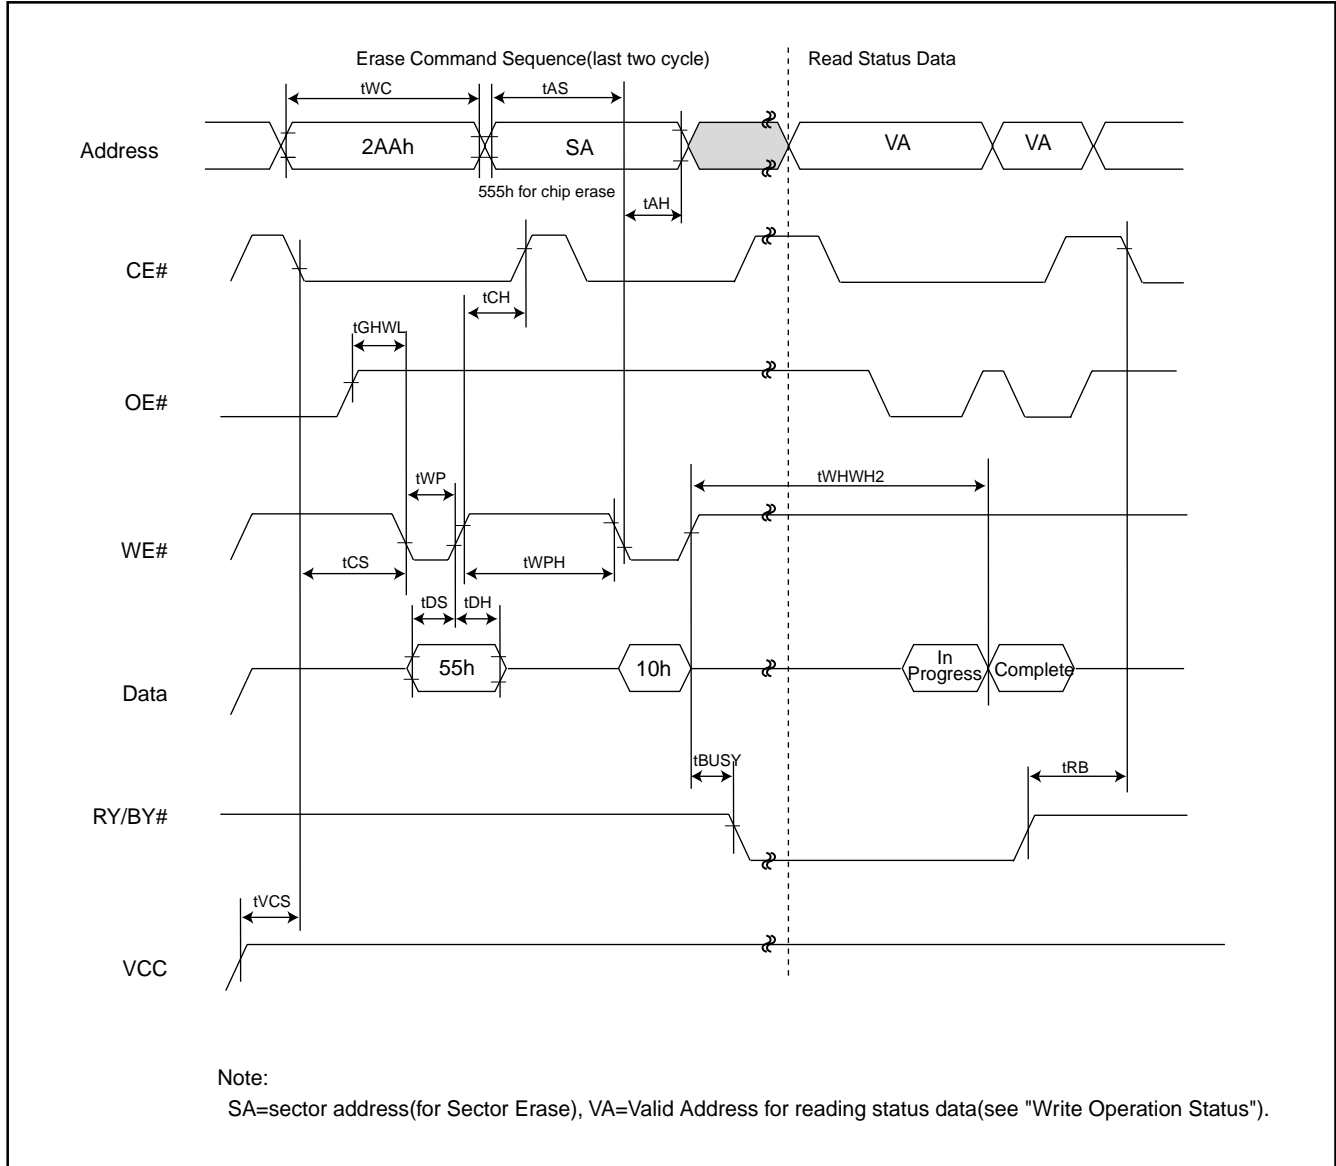 Erase Command Sequence(last two cycle)
Read Status Data
tWC
tAS
Address
2AAh
SA
VA
VA
555h for chip erase
tAH
CE#
tCH
tGHWL
OE#
tWP
tWHWH2
WE#
tCS
tWPH
tDS
tDH
Data
55h
10h
In
Progress
Complete
tBUSY
tRB
RY/BY#
tVCS
VCC
Note:
SA=sector address(for Sector Erase), VA=Valid Address for reading status data(see "Write Operation Status").